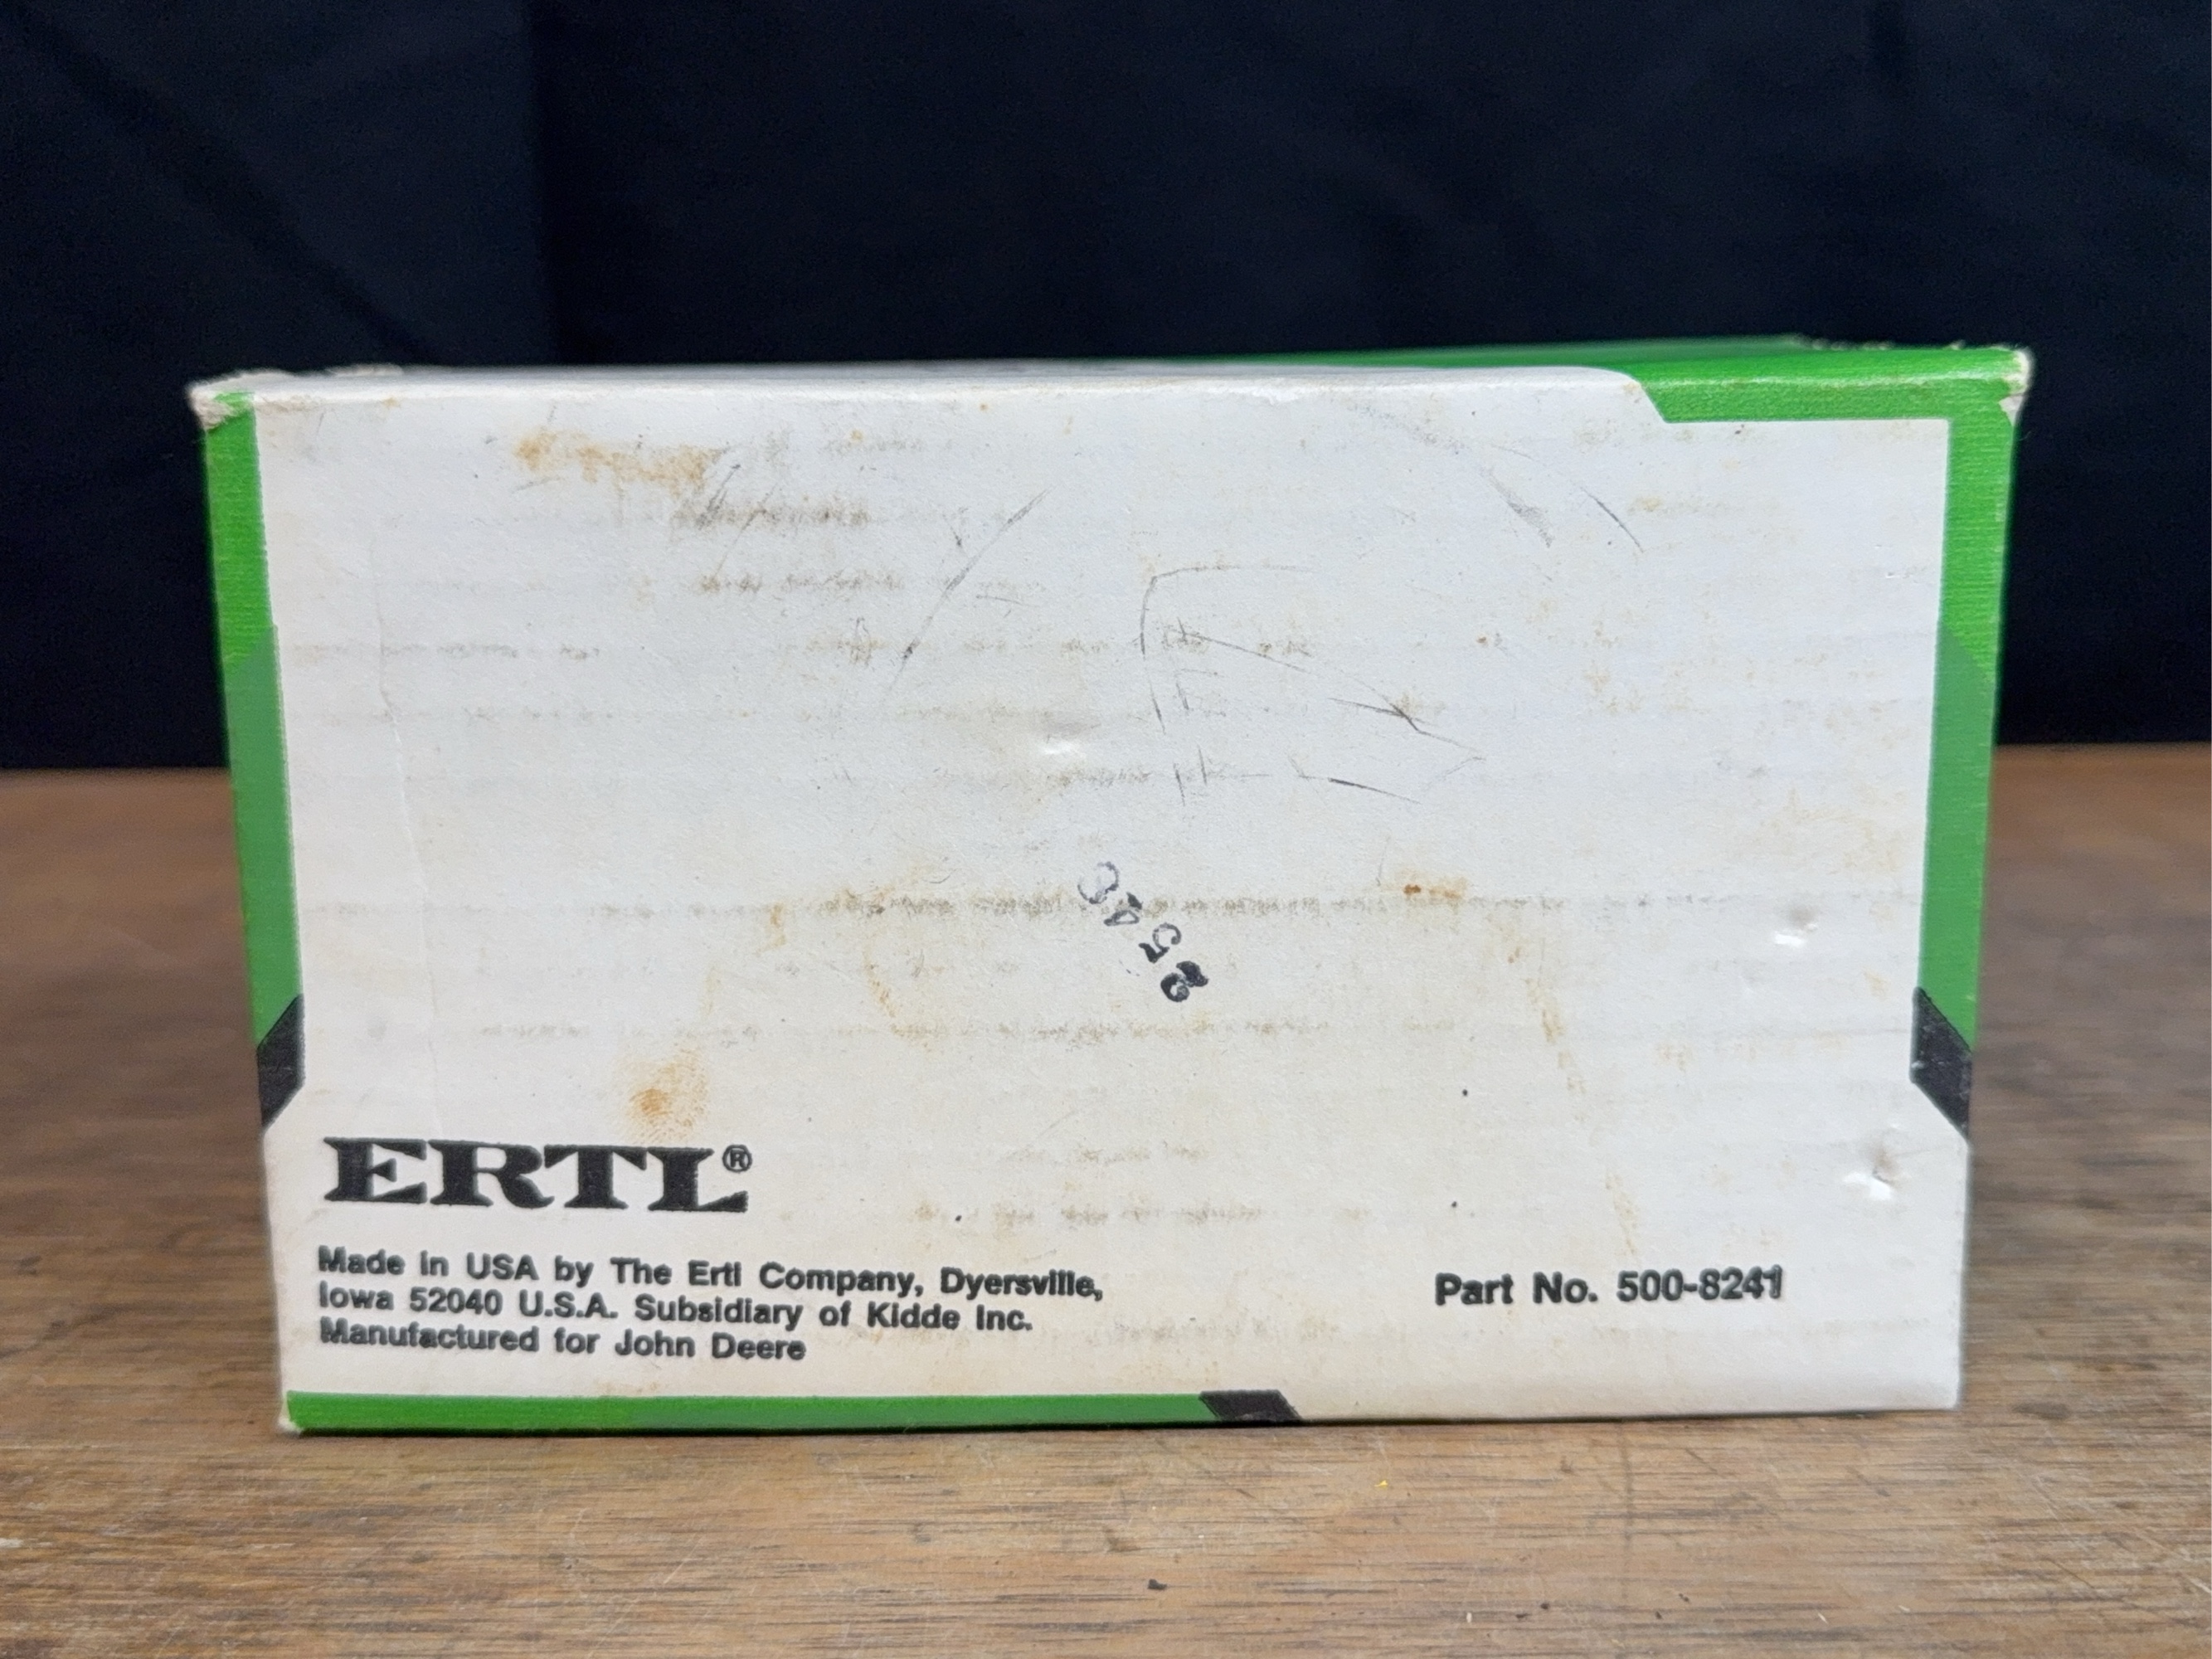 ERTL®
Made in USA by The Ertl Company, Dyersville,
Iowa 52040 U.S.A. Subsidiary of Kidde Inc.
Manufactured for John Deere
Part No. 500-8241